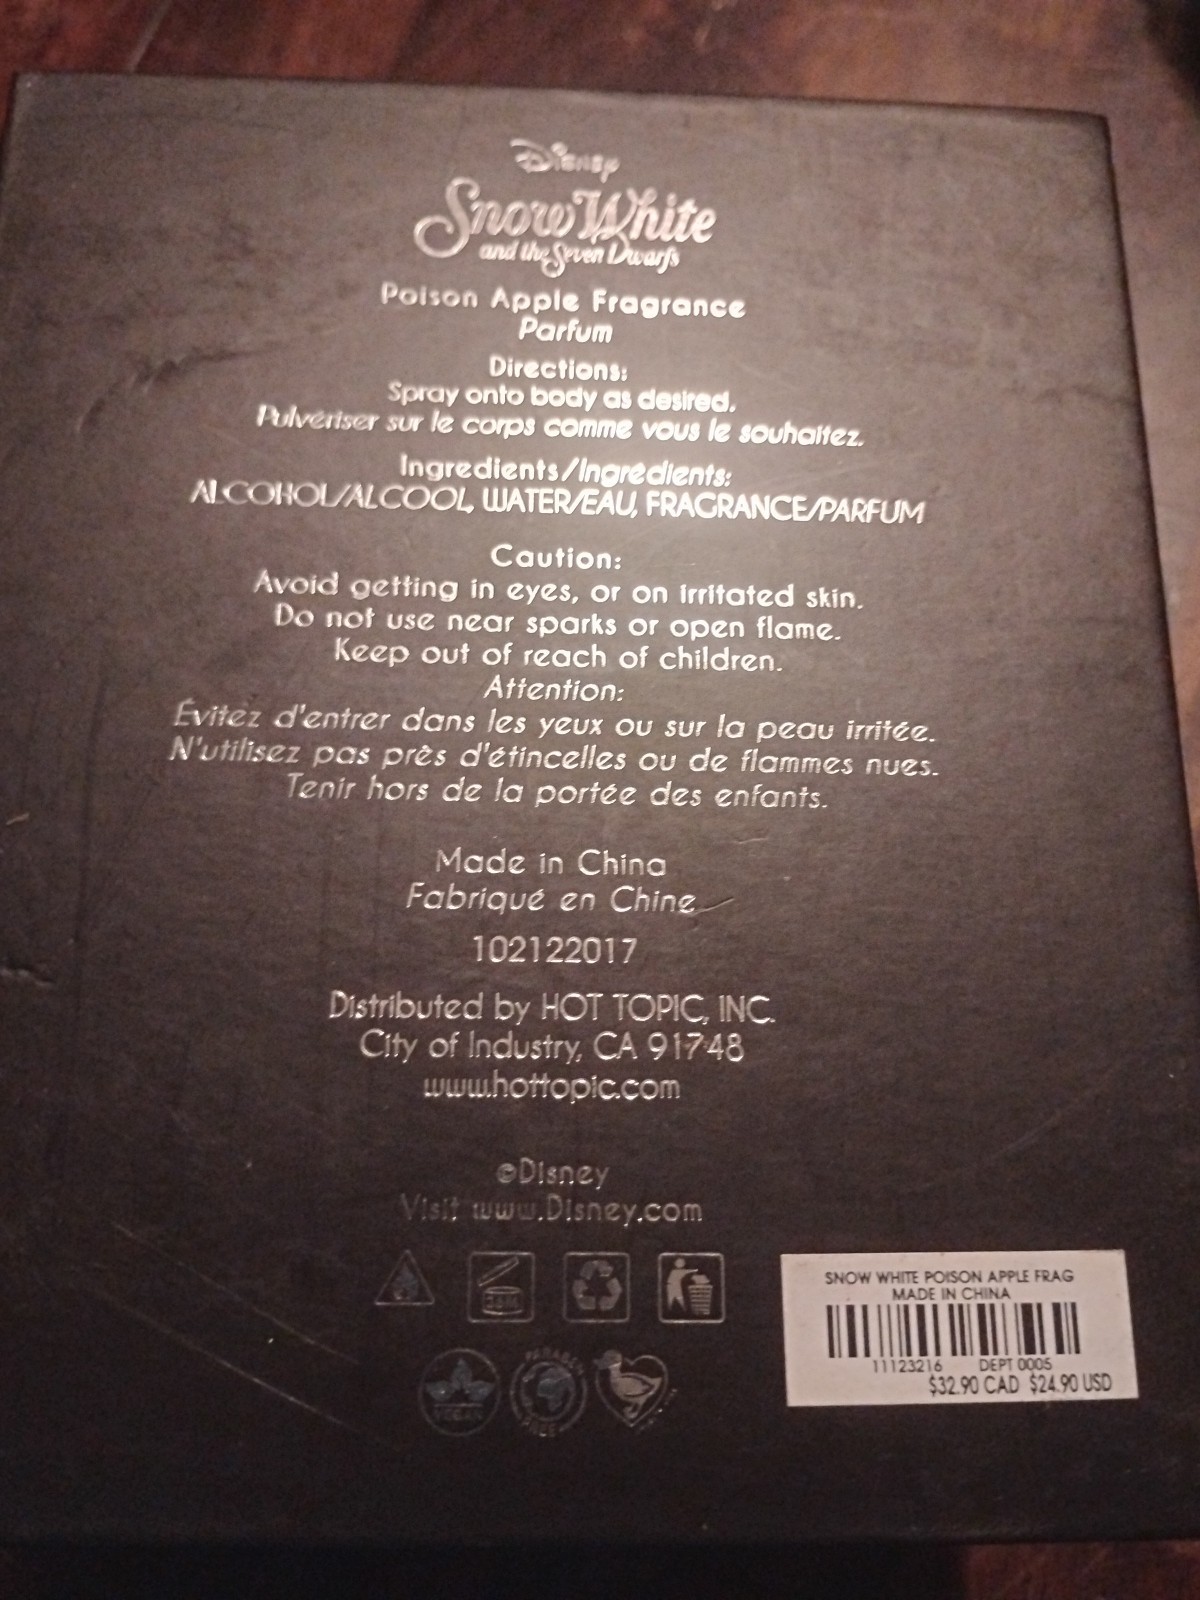 Disney
Snow White
and the Seven Dwarfs
Poison Apple Fragrance
Parfum
Directions:
Spray onto body as desired.
Pulvériser sur le corps comme vous le souhaitez.
Ingredients/Ingrédients:
ALCOHOL/ALCOOL, WATER/EAU, FRAGRANCE/PARFUM
Caution:
Avoid getting in eyes, or on irritated skin.
Do not use near sparks or open flame.
Keep out of reach of children.
Attention:
Évitez d'entrer dans les yeux ou sur la peau irritée.
N'utilisez pas près d'étincelles ou de flammes nues.
Tenir hors de la portée des enfants.
Made in China
Fabriqué en Chine
102122017
Distributed by HOT TOPIC, INC.
City of Industry, CA 91748
www.hottopic.com
©Disney
Visit www.Disney.com
VEGAN
PARABEN
FREE
SNOW WHITE POISON APPLE FRAG
MADE IN CHINA
11123216 DEPT 0005
$32.90 CAD $24.90 USD